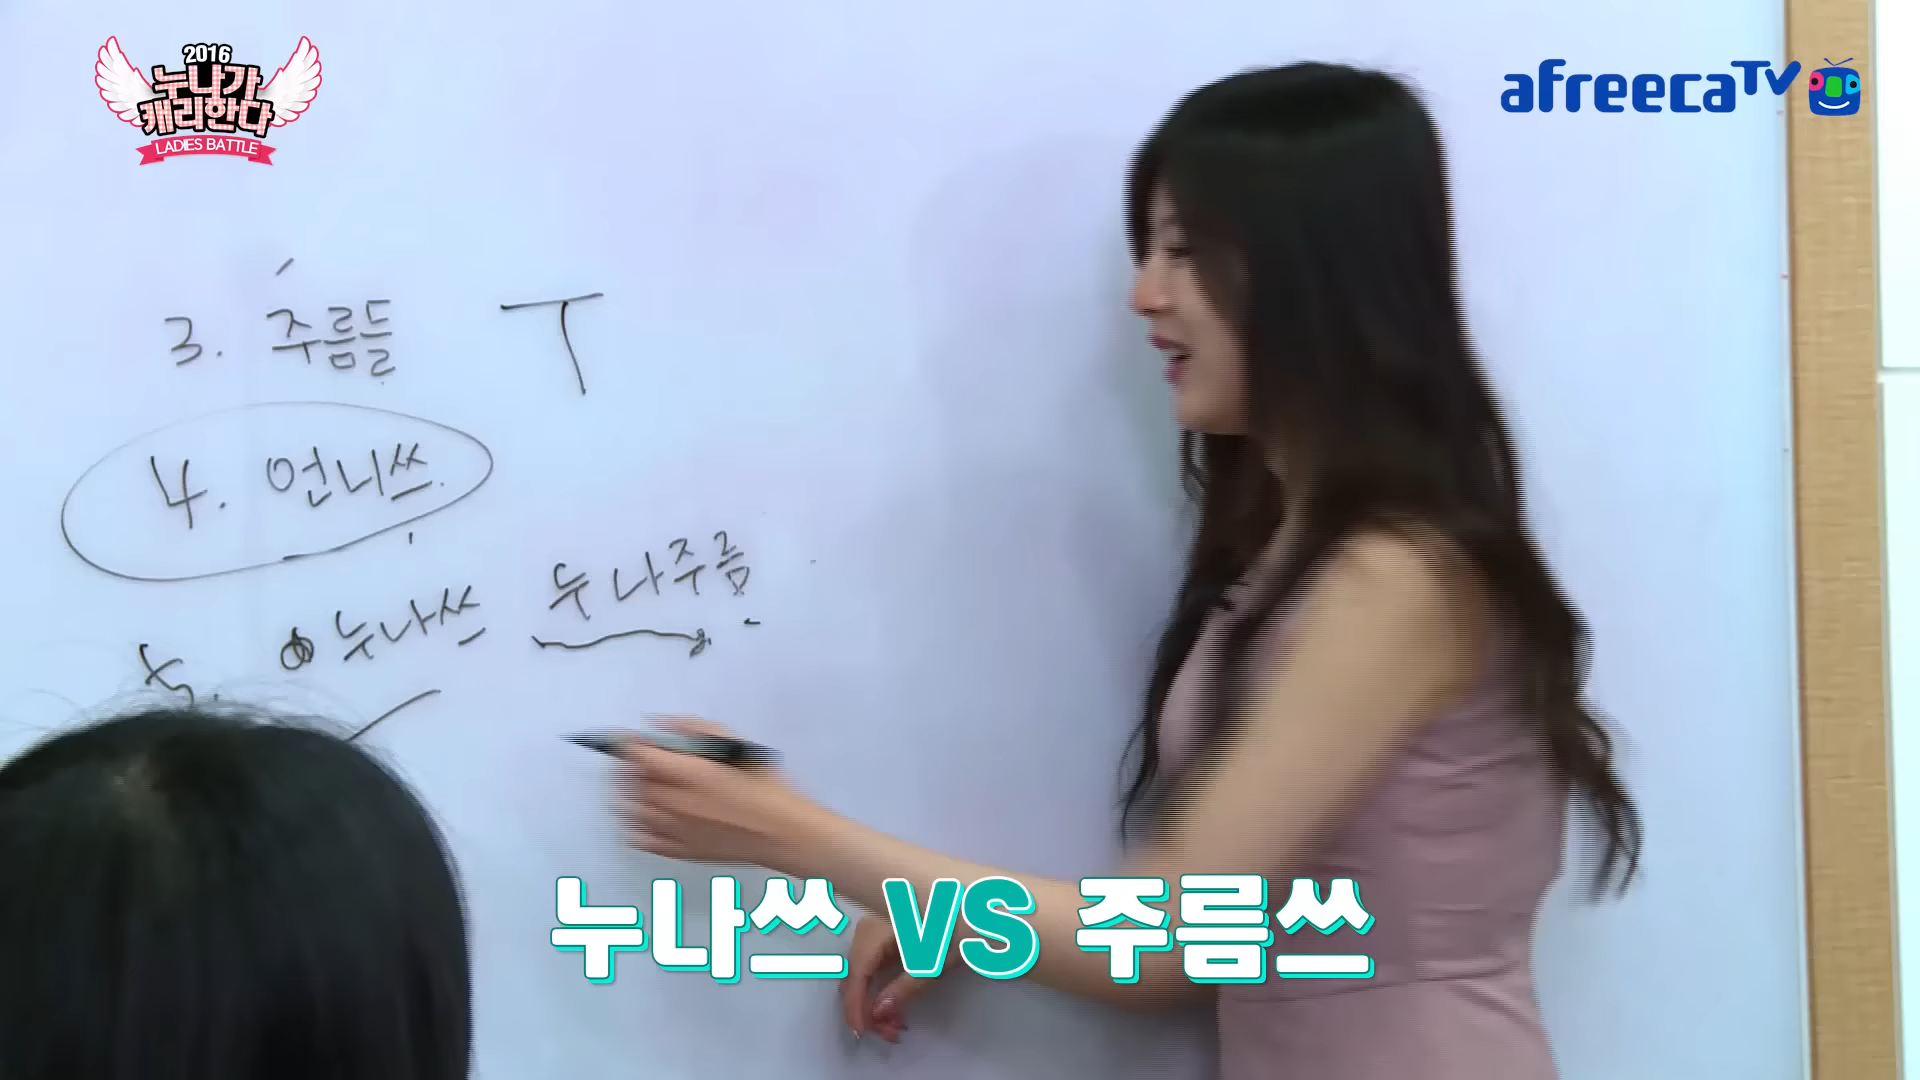 2016
누나가
캐리한다
LADIES BATTLE
afreecaTV
3. 주름들 T
4. 언니쓰.
5. 누나쓰 누나주름
누나쓰 VS 주름쓰